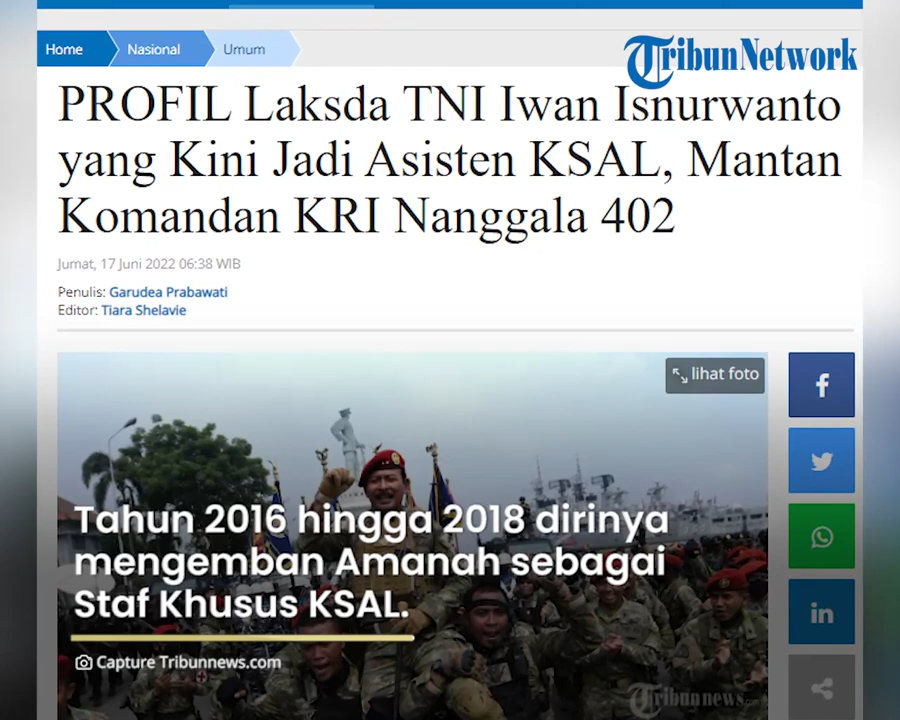 Home Nasional Umum
TribunNetwork
PROFIL Laksda TNI Iwan Isnurwanto
yang Kini Jadi Asisten KSAL, Mantan
Komandan KRI Nanggala 402
Jumat, 17 Juni 2022 06:38 WIB
Penulis: Garudea Prabawati
Editor: Tiara Shelavie
lihat foto
Tahun 2016 hingga 2018 dirinya
mengemban Amanah sebagai
Staf Khusus KSAL.
Capture Tribunnews.com
Tribunnews.com